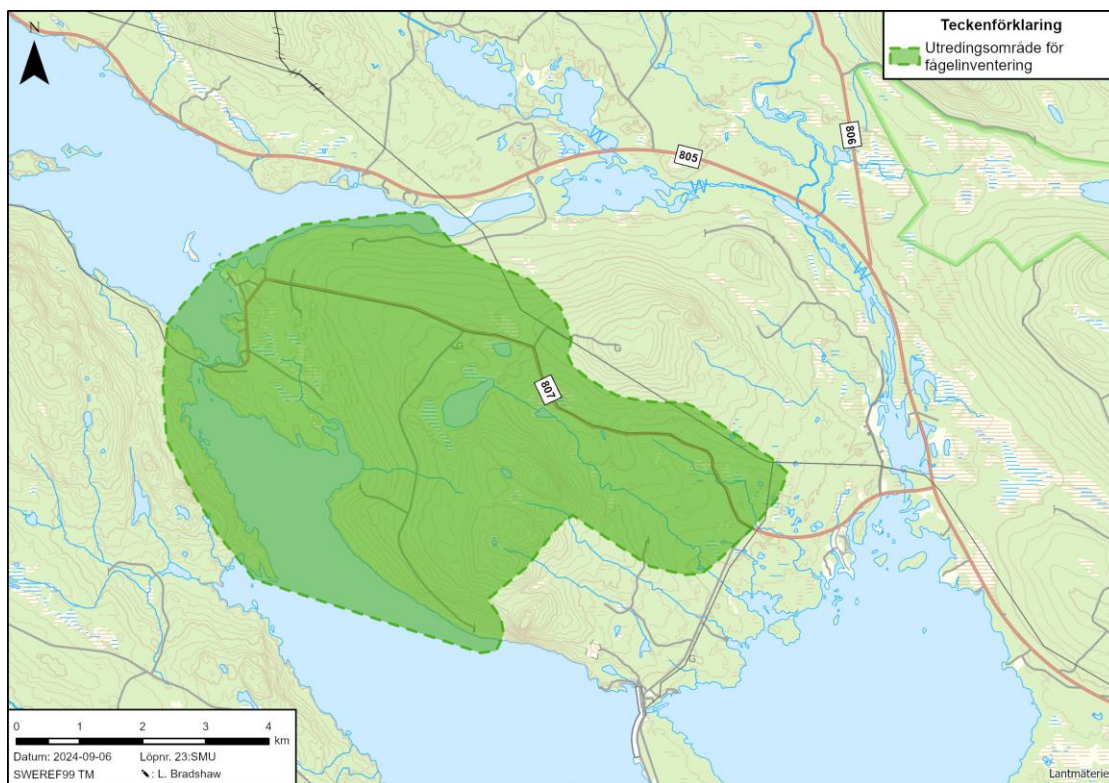 N
Teckenförklaring
Utredingsområde för
fågelinventering
805
806
G
G
807
G
0 1 2 3 4
km
Datum: 2024-09-06 Löpnr. 23:SMU
SWEREF99 TM : L. Bradshaw
Lantmäteriet